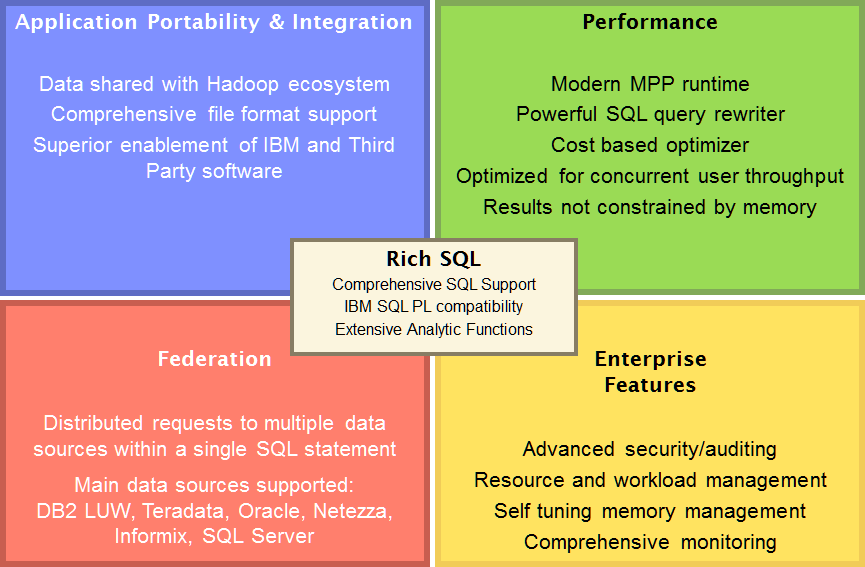 Application Portability & Integration
Data shared with Hadoop ecosystem
Comprehensive file format support
Superior enablement of IBM and Third
Party software
Performance
Modern MPP runtime
Powerful SQL query rewriter
Cost based optimizer
Optimized for concurrent user throughput
Results not constrained by memory
Rich SQL
Comprehensive SQL Support
IBM SQL PL compatibility
Extensive Analytic Functions
Federation
Distributed requests to multiple data
sources within a single SQL statement
Main data sources supported:
DB2 LUW, Teradata, Oracle, Netezza,
Informix, SQL Server
Enterprise
Features
Advanced security/auditing
Resource and workload management
Self tuning memory management
Comprehensive monitoring